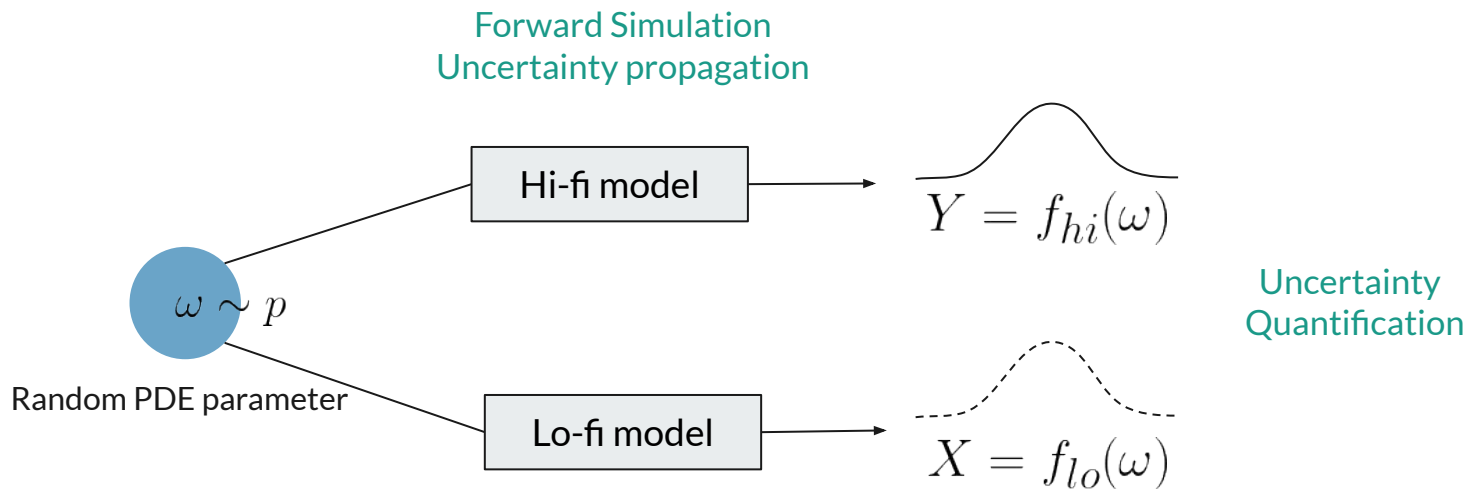 Forward Simulation
Uncertainty propagation
Hi-fi model
Y = f_{hi}(ω)
ω ∼ p
Uncertainty
Quantification
Random PDE parameter
Lo-fi model
X = f_{lo}(ω)